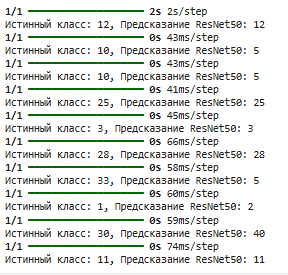 1/1 ━━━━━━━━━━━━━━━━━━━━ 2s 2s/step
Истинный класс: 12, Предсказание ResNet50: 12
1/1 ━━━━━━━━━━━━━━━━━━━━ 0s 43ms/step
Истинный класс: 10, Предсказание ResNet50: 5
1/1 ━━━━━━━━━━━━━━━━━━━━ 0s 43ms/step
Истинный класс: 10, Предсказание ResNet50: 5
1/1 ━━━━━━━━━━━━━━━━━━━━ 0s 41ms/step
Истинный класс: 25, Предсказание ResNet50: 25
1/1 ━━━━━━━━━━━━━━━━━━━━ 0s 45ms/step
Истинный класс: 3, Предсказание ResNet50: 3
1/1 ━━━━━━━━━━━━━━━━━━━━ 0s 66ms/step
Истинный класс: 28, Предсказание ResNet50: 28
1/1 ━━━━━━━━━━━━━━━━━━━━ 0s 58ms/step
Истинный класс: 33, Предсказание ResNet50: 5
1/1 ━━━━━━━━━━━━━━━━━━━━ 0s 60ms/step
Истинный класс: 1, Предсказание ResNet50: 2
1/1 ━━━━━━━━━━━━━━━━━━━━ 0s 59ms/step
Истинный класс: 30, Предсказание ResNet50: 40
1/1 ━━━━━━━━━━━━━━━━━━━━ 0s 74ms/step
Истинный класс: 11, Предсказание ResNet50: 11